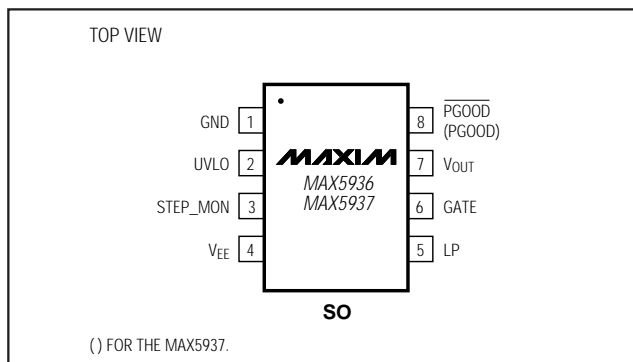 TOP VIEW
GND 1
UVLO 2
STEP_MON 3
VEE 4
MAXIM
MAX5936
MAX5937
8 PGOOD
(PGOOD)
7 VOUT
6 GATE
5 LP
SO
( ) FOR THE MAX5937.